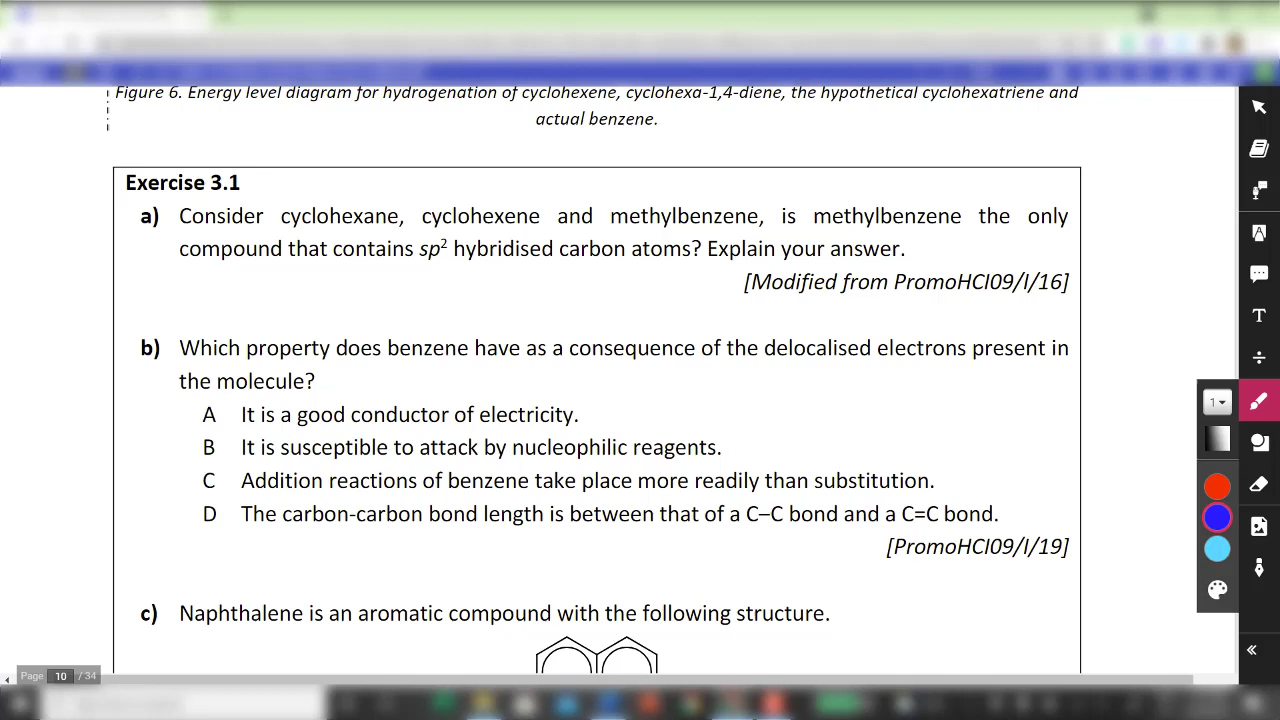 Figure 6. Energy level diagram for hydrogenation of cyclohexene, cyclohexa-1,4-diene, the hypothetical cyclohexatriene and
actual benzene.
Exercise 3.1
a) Consider cyclohexane, cyclohexene and methylbenzene, is methylbenzene the only
compound that contains sp² hybridised carbon atoms? Explain your answer.
[Modified from PromoHCI09/I/16]
b) Which property does benzene have as a consequence of the delocalised electrons present in
the molecule?
A It is a good conductor of electricity.
B It is susceptible to attack by nucleophilic reagents.
C Addition reactions of benzene take place more readily than substitution.
D The carbon-carbon bond length is between that of a C–C bond and a C=C bond.
[PromoHCI09/I/19]
c) Naphthalene is an aromatic compound with the following structure.
Page 10 / 34
1
T